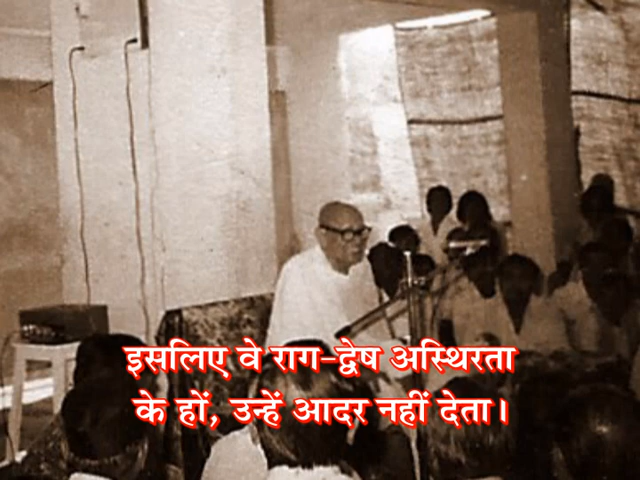 इसलिए वे राग-द्वेष अस्थिरता
के हों, उन्हें आदर नहीं देता।